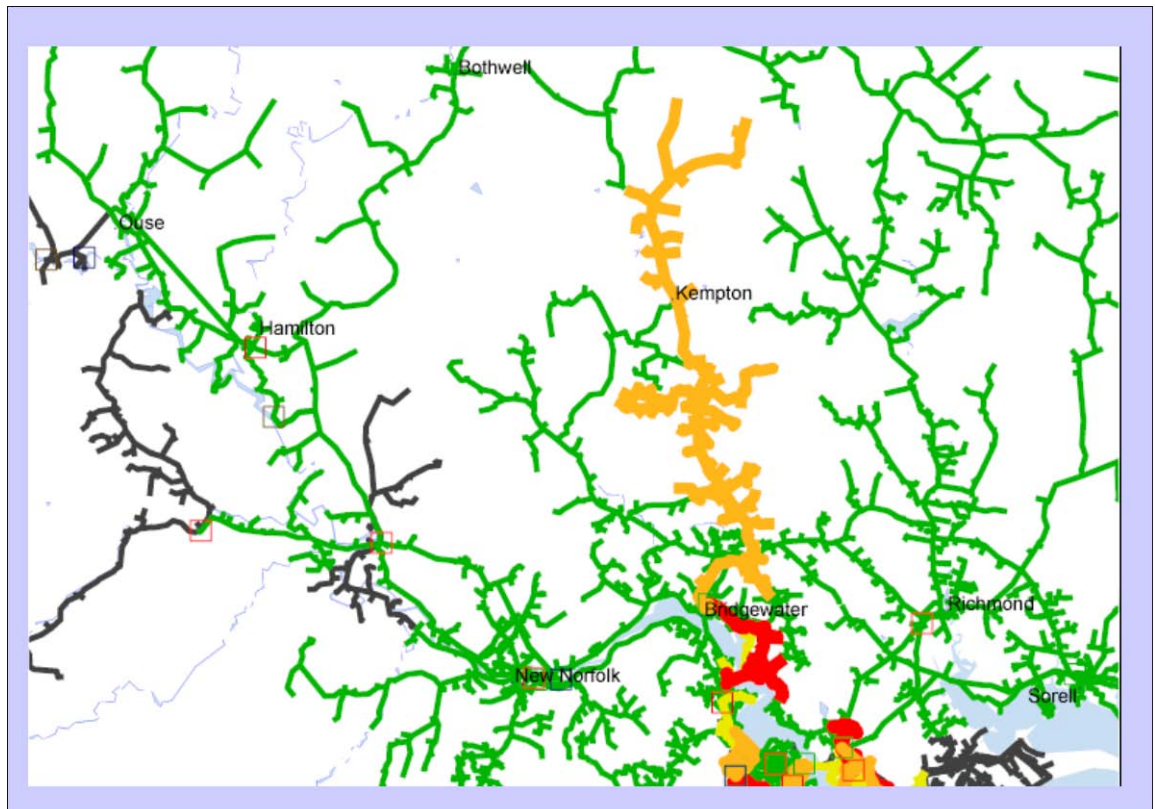 Bothwell
Ouse
Kempton
Hamilton
Bridgewater
Richmond
New Norfolk
Sorell